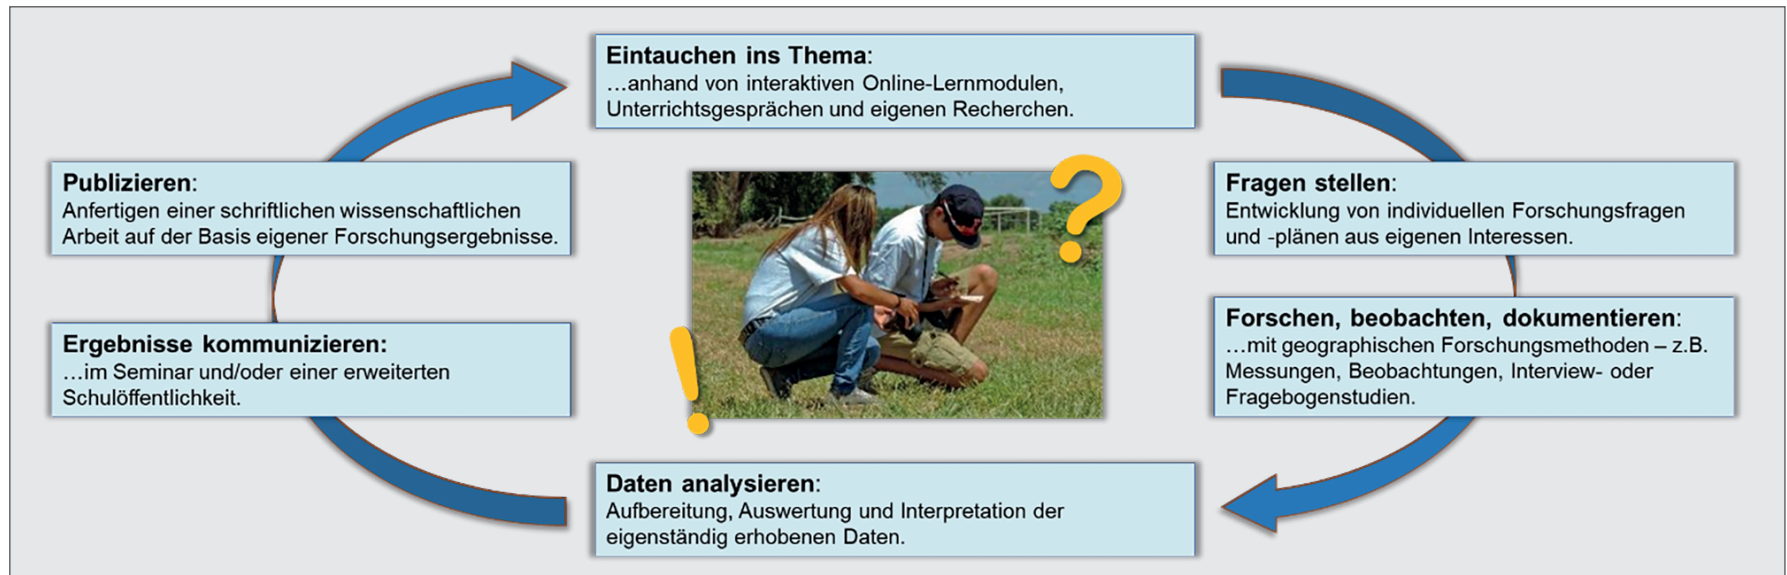 Eintauchen ins Thema:
…anhand von interaktiven Online-Lernmodulen,
Unterrichtsgesprächen und eigenen Recherchen.
Fragen stellen:
Entwicklung von individuellen Forschungsfragen
und -plänen aus eigenen Interessen.
Forschen, beobachten, dokumentieren:
…mit geographischen Forschungsmethoden – z.B.
Messungen, Beobachtungen, Interview- oder
Fragebogenstudien.
Daten analysieren:
Aufbereitung, Auswertung und Interpretation der
eigenständig erhobenen Daten.
Ergebnisse kommunizieren:
…im Seminar und/oder einer erweiterten
Schulöffentlichkeit.
Publizieren:
Anfertigen einer schriftlichen wissenschaftlichen
Arbeit auf der Basis eigener Forschungsergebnisse.
?
!